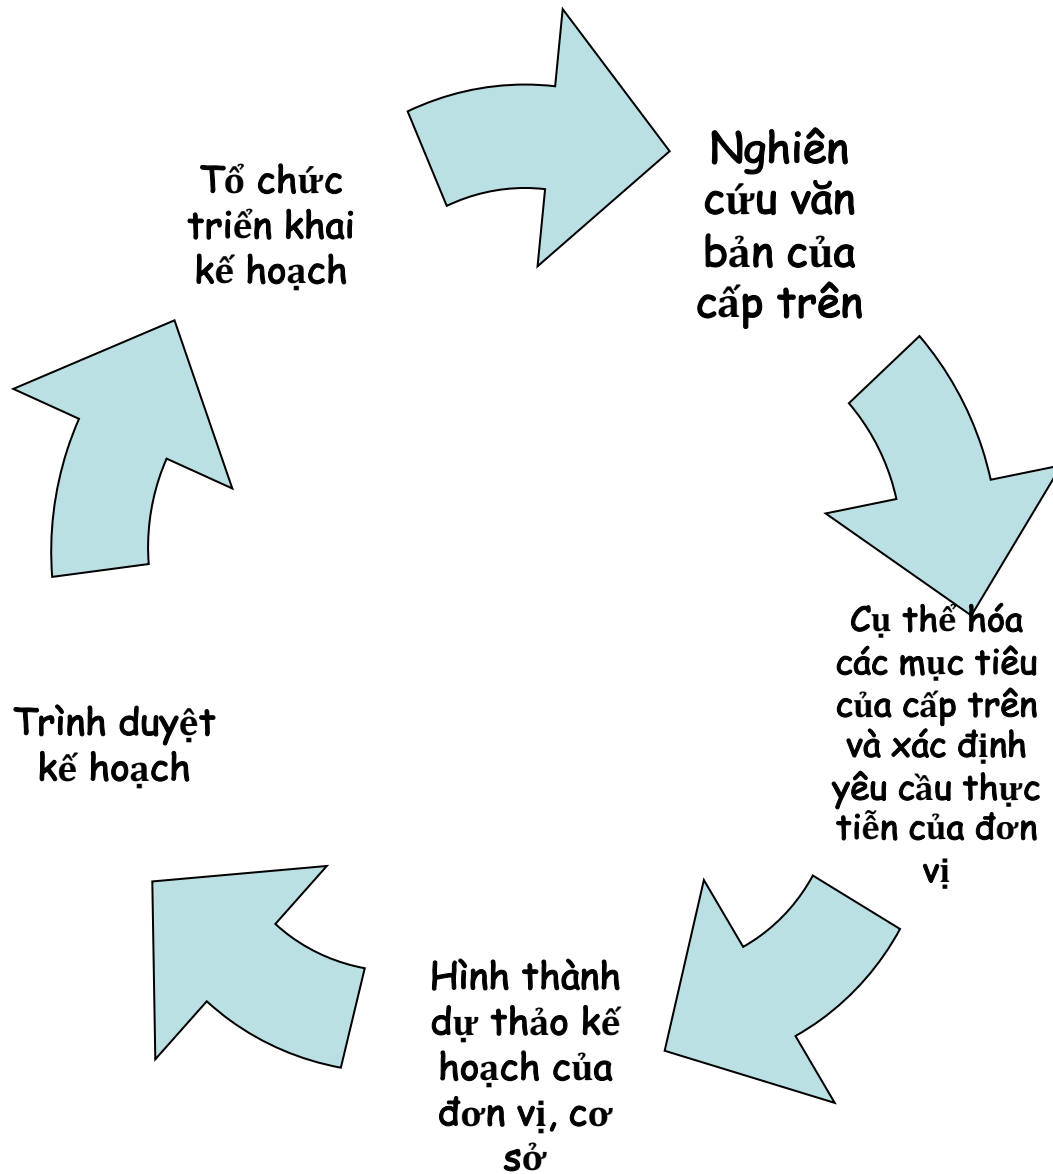 Tổ chức
triển khai
kế hoạch
Nghiên
cứu văn
bản của
cấp trên
Cụ thể hóa
các mục tiêu
của cấp trên
và xác định
yêu cầu thực
tiễn của đơn
vị
Hình thành
dự thảo kế
hoạch của
đơn vị, cơ
sở
Trình duyệt
kế hoạch